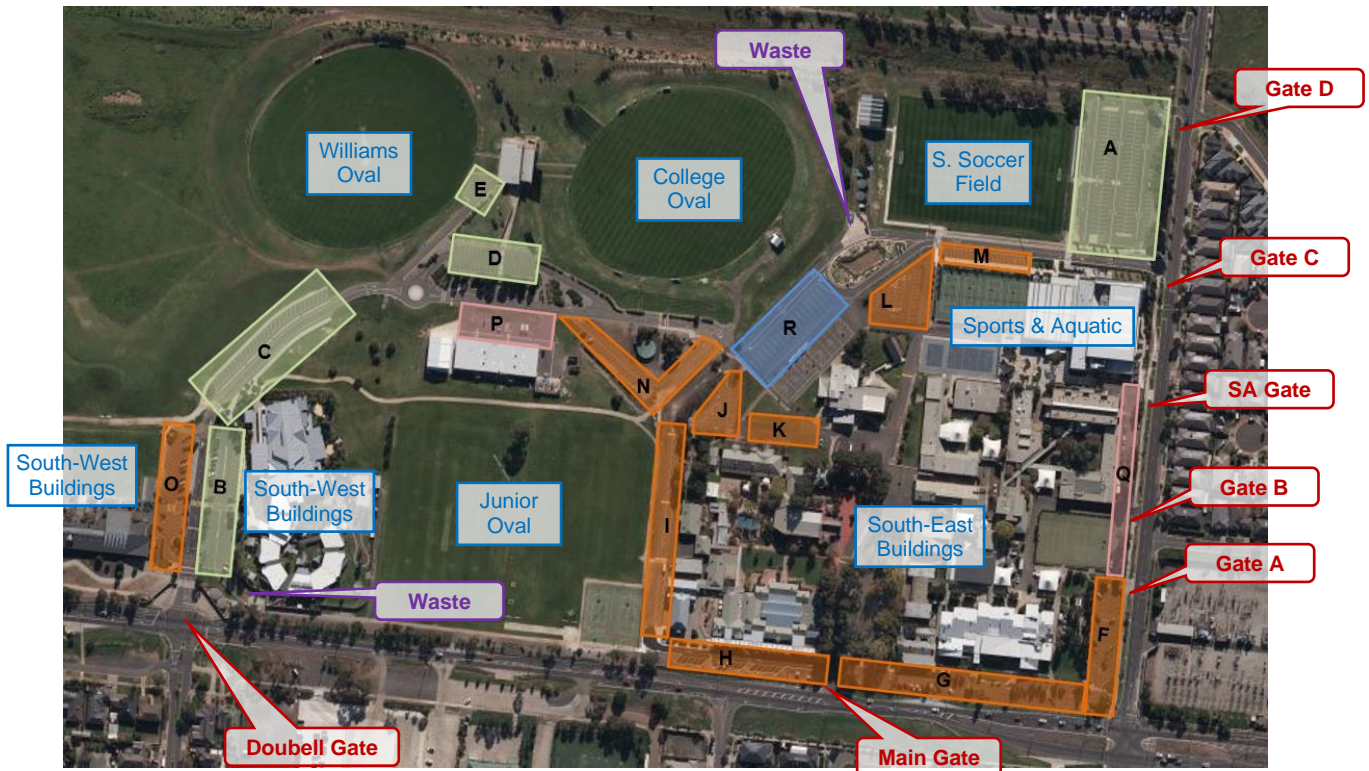 Waste
Gate D
Williams
Oval
E
College
Oval
S. Soccer
Field
A
D
M
Gate C
L
C
P
R
Sports & Aquatic
N
J
K
SA Gate
South-West
Buildings
O
B
South-West
Buildings
Junior
Oval
I
South-East
Buildings
Q
Gate B
Gate A
Waste
F
H
G
Doubell Gate
Main Gate